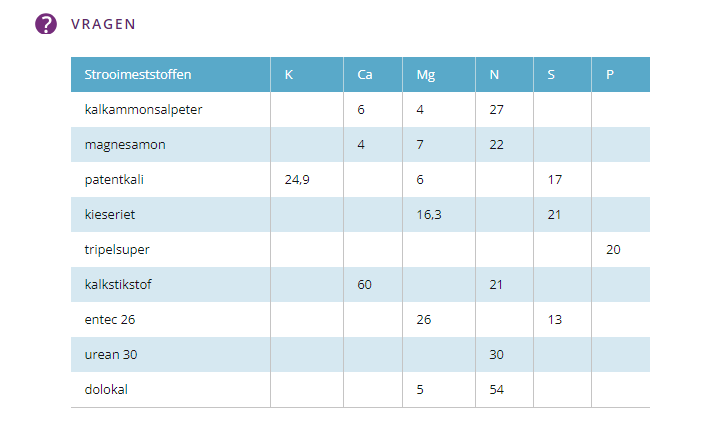 ? VRAGEN
Strooimeststoffen K Ca Mg N S P
kalkammonsalpeter 6 4 27
magnesamon 4 7 22
patentkali 24,9 6 17
kieseriet 16,3 21
tripelsuper 20
kalkstikstof 60 21
entec 26 26 13
urean 30 30
dolokal 5 54